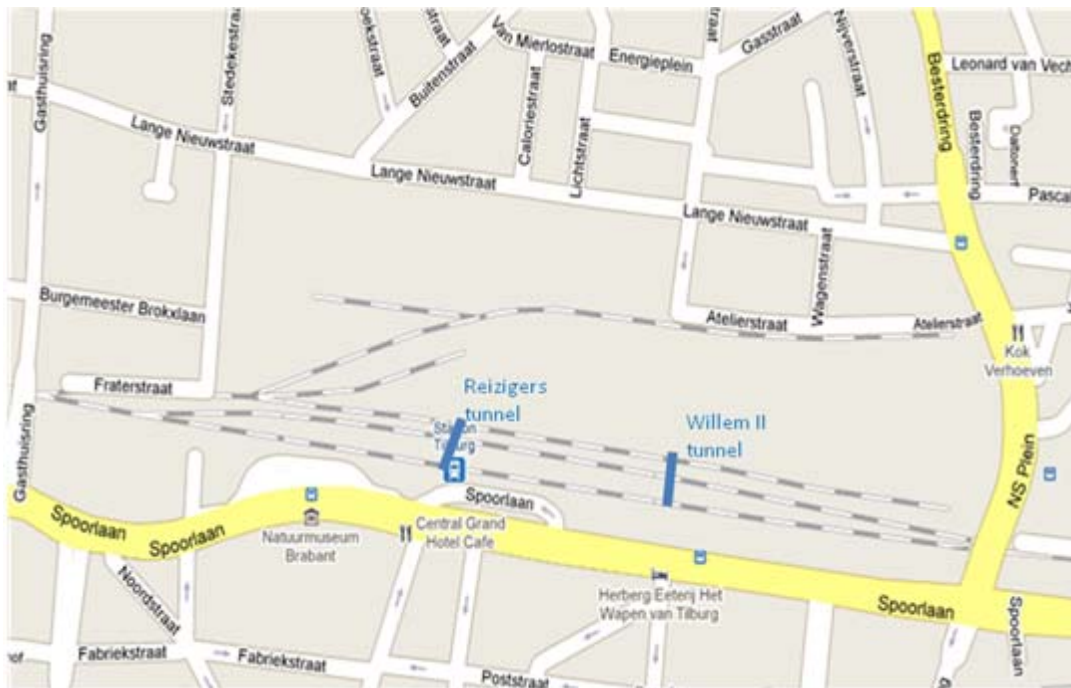 Gasthuisring
Stedekestraat
Buitenstraat
Van Mierlostraat
Energieplein
Gasstraat
Nijverstraat
Besterdring
Leonard van Vech
Caloriestraat
Lichtstraat
Besterdring
Lange Nieuwstraat
Lange Nieuwstraat
Lange Nieuwstraat
Pascal
Wagenstraat
Burgemeester Brokxlaan
Atelierstraat
Atelierstraat
Kok
Verhoeven
Fraterstraat
Reizigers
tunnel
Tilburg
Willem II
tunnel
Gasthuisring
NS Plein
Spoorlaan
Spoorlaan
Spoorlaan
Natuurmuseum
Brabant
Central Grand
Hotel Cafe
Herberg Eeterij Het
Wapen van Tilburg
Spoorlaan
Spoorlaan
Noordstraat
Fabriekstraat
Fabriekstraat
Poststraat